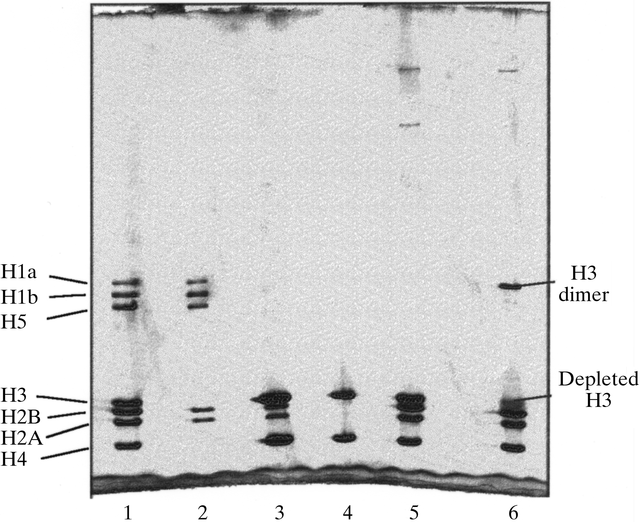 H1a
H1b
H5
H3
dimer
H3
H2B
H2A
H4
Depleted
H3
1 2 3 4 5 6